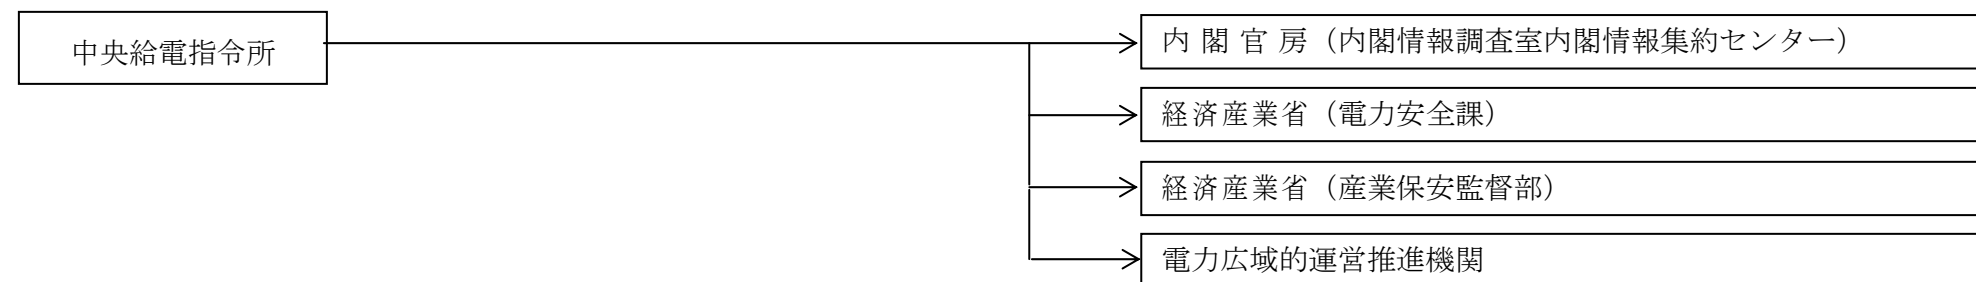 中央給電指令所
内 閣 官 房（内閣情報調査室内閣情報集約センター）
経済産業省（電力安全課）
経済産業省（産業保安監督部）
電力広域的運営推進機関